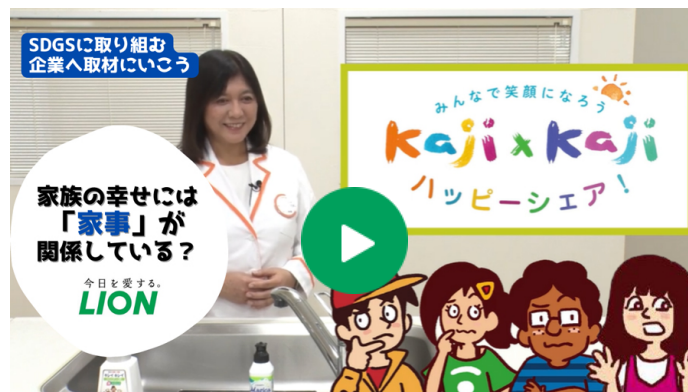 SDGSに取り組む
企業へ取材にいこう
みんなで笑顔になろう
kaji x kaji
ハッピーシェア!
家族の幸せには
「家事」が
関係している?
今日を愛する。
LION